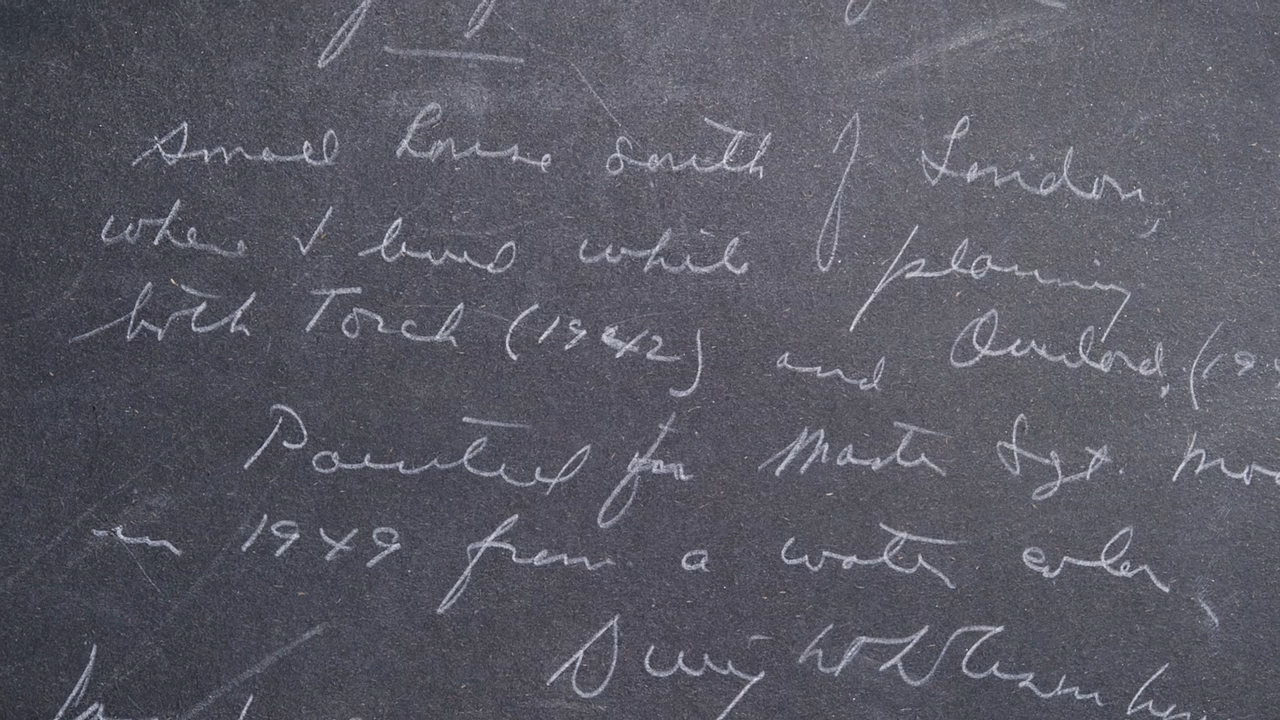 small house south of London,
where I lived while planning
both Torch (1942) and Overlord, (19
Painted for Master Sgt. Mo
in 1949 from a water color